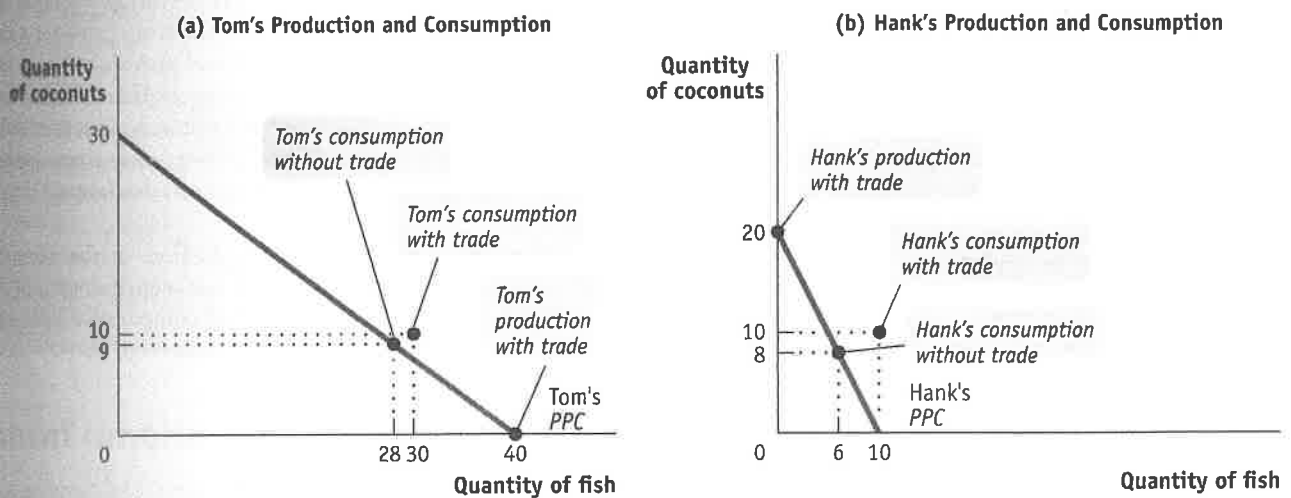 (a) Tom's Production and Consumption
Quantity
of coconuts
30
Tom's consumption
without trade
Tom's consumption
with trade
Tom's
production
with trade
10
9
Tom's
PPC
0
28
30
40
Quantity of fish
(b) Hank's Production and Consumption
Quantity
of coconuts
Hank's production
with trade
20
Hank's consumption
with trade
10
8
Hank's consumption
without trade
Hank's
PPC
0
6
10
Quantity of fish